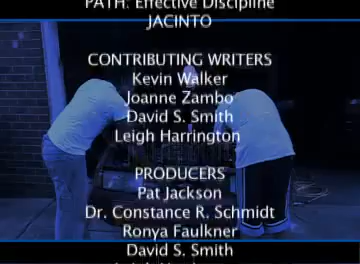 PATH: Effective Discipline
JACINTO
CONTRIBUTING WRITERS
Kevin Walker
Joanne Zambo
David S. Smith
Leigh Harrington
PRODUCERS
Pat Jackson
Dr. Constance R. Schmidt
Ronya Faulkner
David S. Smith